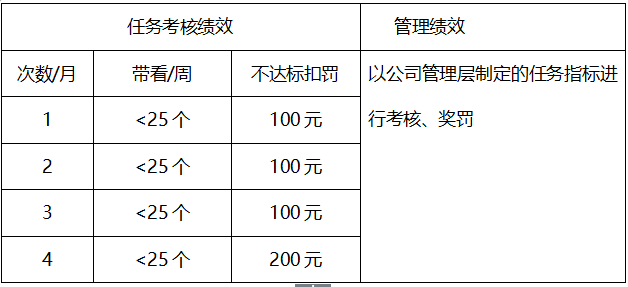 任务考核绩效 管理绩效
次数/月 带看/周 不达标扣罚 以公司管理层制定的任务指标进
行考核、奖罚
1 <25个 100元
2 <25个 100元
3 <25个 100元
4 <25个 200元